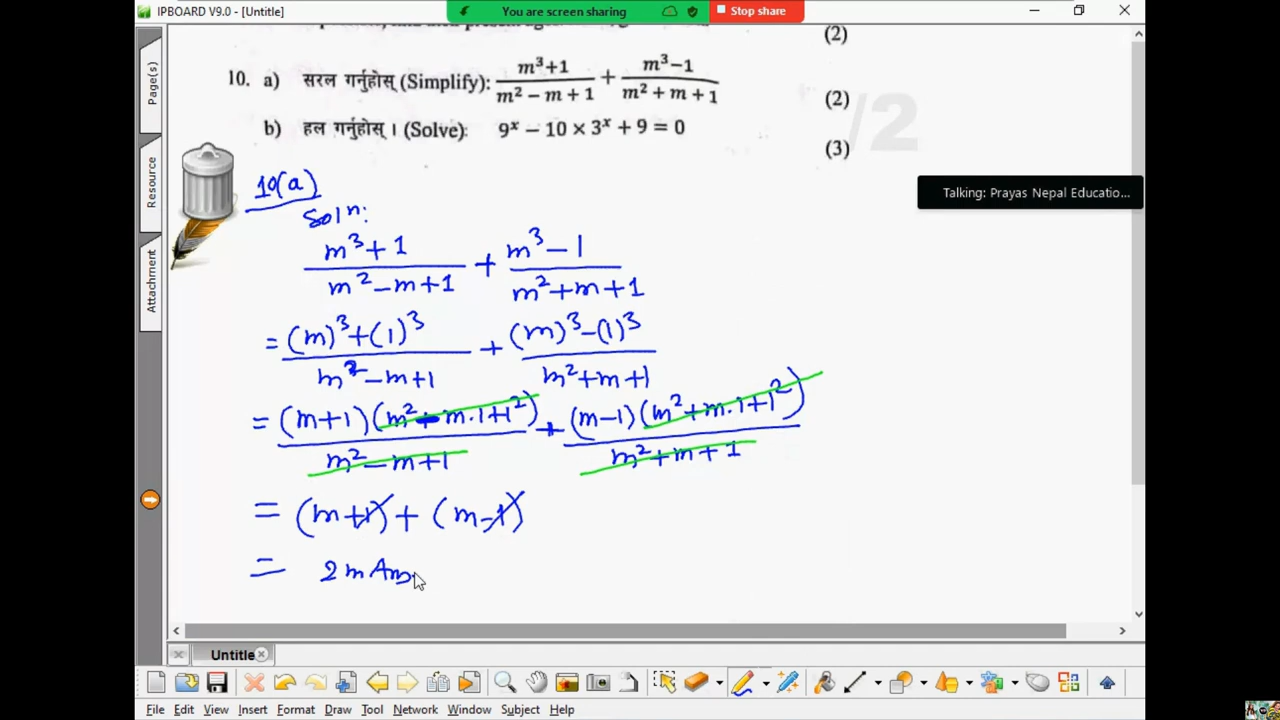 IPBOARD V9.0 - [Untitle]
You are screen sharing
Stop share
(2)
10. a) सरल गर्नुहोस् (Simplify): (m³+1)/(m² − m + 1) + (m³−1)/(m² + m + 1)
(2)
b) हल गर्नुहोस् । (Solve): 9ˣ − 10 × 3ˣ + 9 = 0
(3)
/2
Talking: Prayas Nepal Educatio...
Page(s)
Resource
Attachment
10(a)
Soln:
(m³+1)/(m²−m+1) + (m³−1)/(m²+m+1)
= ((m)³+(1)³)/(m²−m+1) + ((m)³−(1)³)/(m²+m+1)
= ((m+1)(m²−m.1+1²))/(m²−m+1) + ((m−1)(m²+m.1+1²))/(m²+m+1)
= (m+1) + (m−1)
= 2m Ans
Untitle
File Edit View Insert Format Draw Tool Network Window Subject Help